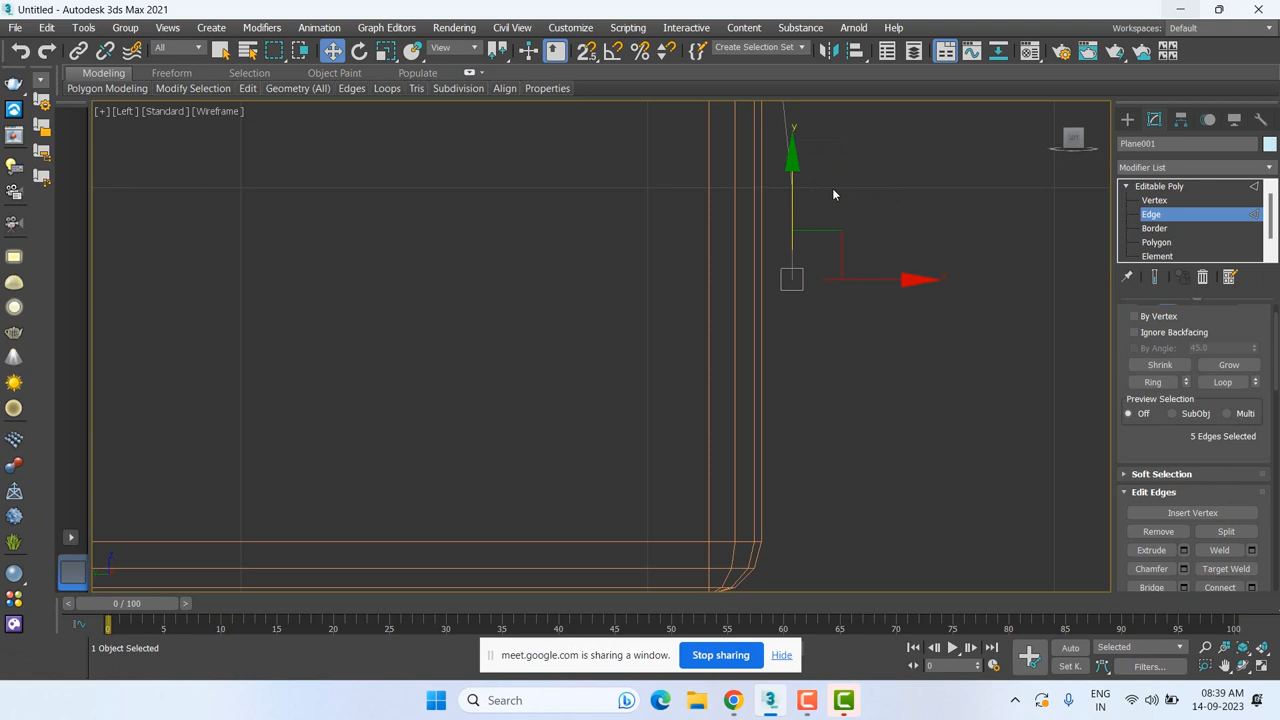 Untitled - Autodesk 3ds Max 2021
File Edit Tools Group Views Create Modifiers Animation Graph Editors Rendering Civil View Customize Scripting Interactive Content Substance Arnold Help Workspaces: Default
All View Create Selection Set
Modeling Freeform Selection Object Paint Populate
Polygon Modeling Modify Selection Edit Geometry (All) Edges Loops Tris Subdivision Align Properties
[+] [Left] [Standard] [Wireframe]
y
Plane001
Modifier List
Editable Poly
Vertex
Edge
Border
Polygon
Element
By Vertex
Ignore Backfacing
By Angle: 45.0
Shrink Grow
Ring Loop
Preview Selection
Off SubObj Multi
5 Edges Selected
Soft Selection
Edit Edges
Insert Vertex
Remove Split
Extrude Weld
Chamfer Target Weld
Bridge Connect
< 0 / 100 >
0 5 10 15 20 25 30 35 40 45 50 55 60 65 70 75 80 85 90 95 100
1 Object Selected
meet.google.com is sharing a window. Stop sharing Hide
Auto Selected
0 Set K. Filters...
Search
ENG
IN
08:39 AM
14-09-2023